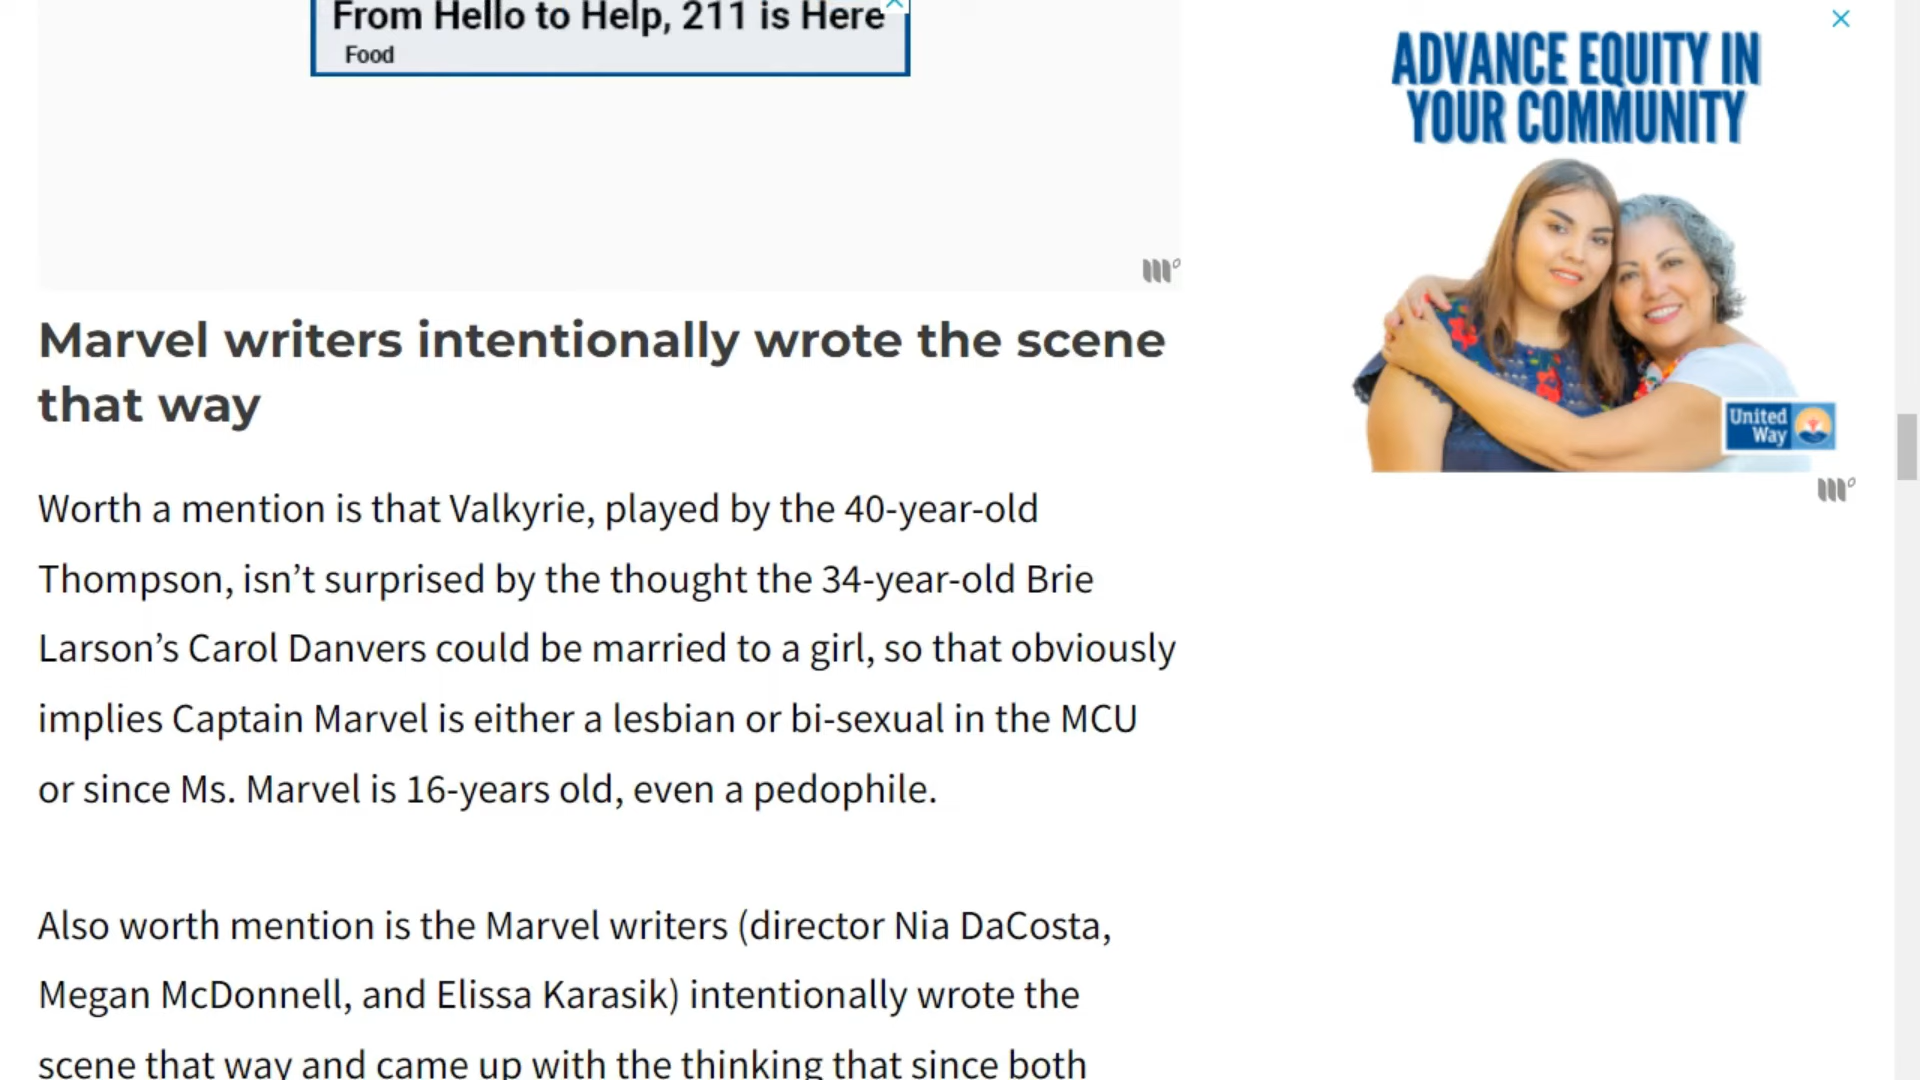 From Hello to Help, 211 is Here
Food
ADVANCE EQUITY IN
YOUR COMMUNITY
United
Way
Marvel writers intentionally wrote the scene
that way
Worth a mention is that Valkyrie, played by the 40-year-old
Thompson, isn’t surprised by the thought the 34-year-old Brie
Larson’s Carol Danvers could be married to a girl, so that obviously
implies Captain Marvel is either a lesbian or bi-sexual in the MCU
or since Ms. Marvel is 16-years old, even a pedophile.
Also worth mention is the Marvel writers (director Nia DaCosta,
Megan McDonnell, and Elissa Karasik) intentionally wrote the
scene that way and came up with the thinking that since both